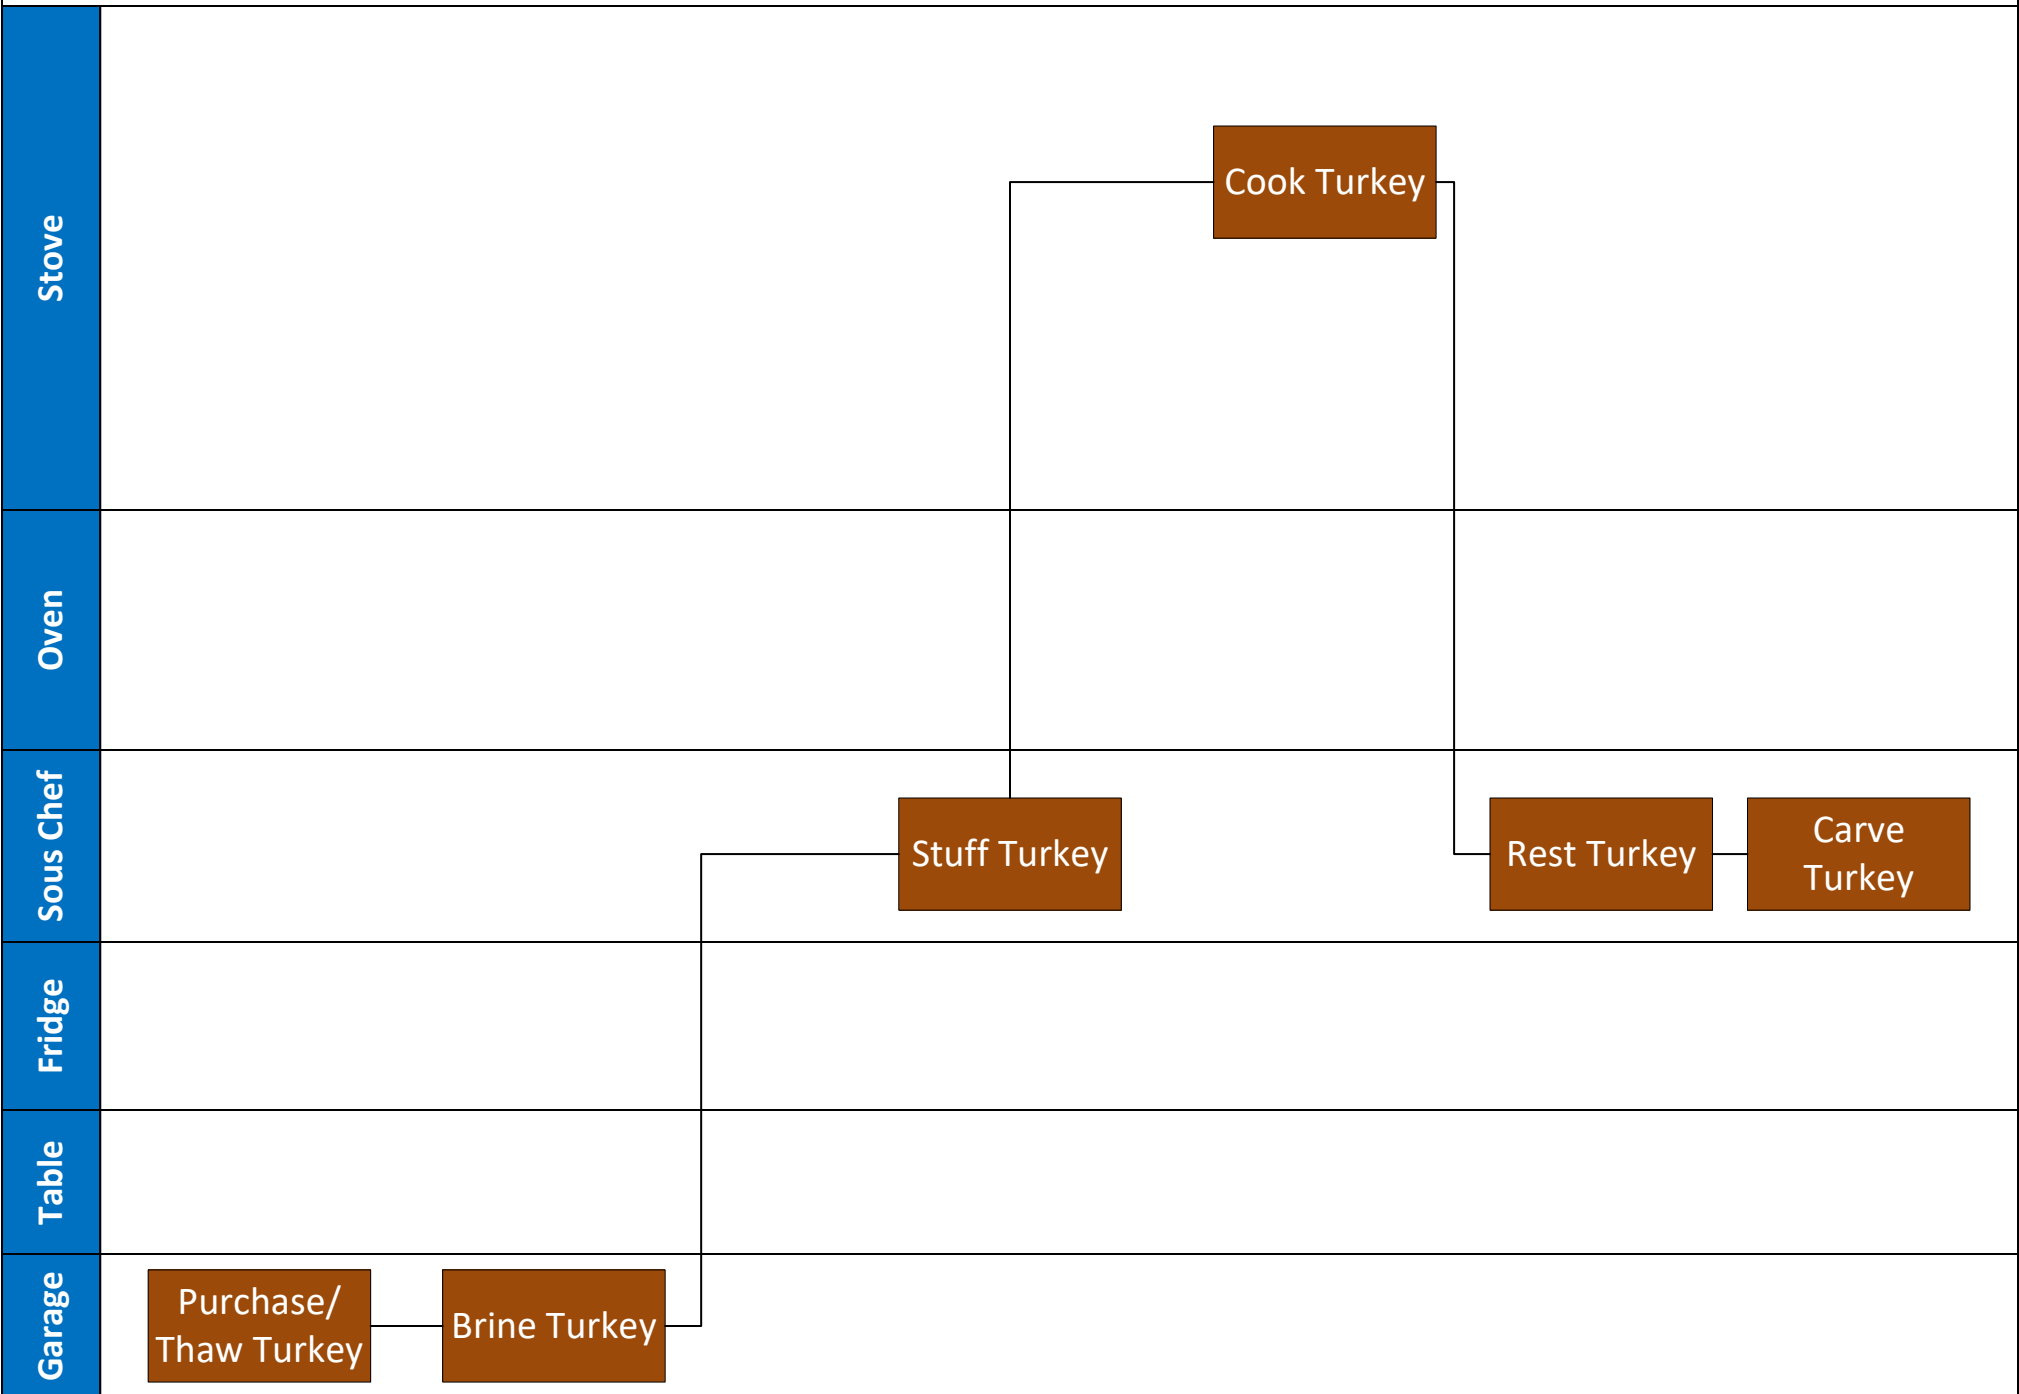 Stove
Cook Turkey
Oven
Sous Chef
Stuff Turkey
Rest Turkey
Carve
Turkey
Fridge
Table
Garage
Purchase/
Thaw Turkey
Brine Turkey